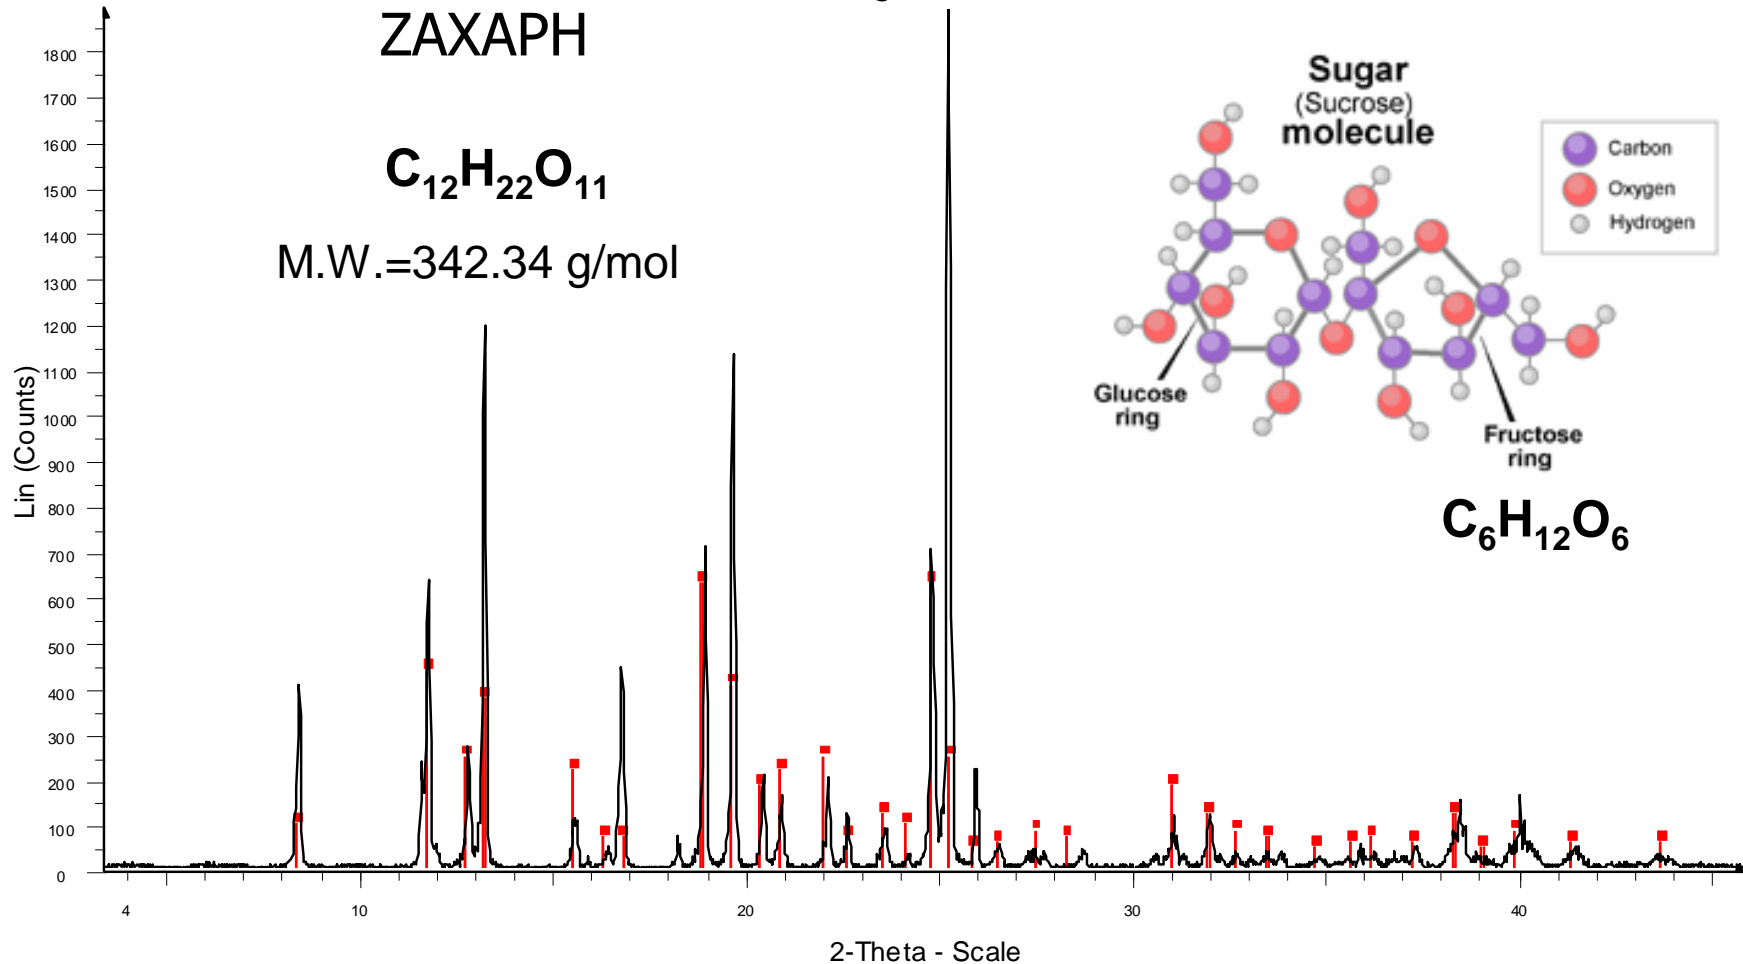 ZAXAPH
C₁₂H₂₂O₁₁
M.W.=342.34 g/mol
Sugar
(Sucrose)
molecule
Carbon
Oxygen
Hydrogen
Glucose
ring
Fructose
ring
C₆H₁₂O₆
Lin (Counts)
1800
1700
1600
1500
1400
1300
1200
1100
1000
900
800
700
600
500
400
300
200
100
0
4 10 20 30 40
2-Theta - Scale